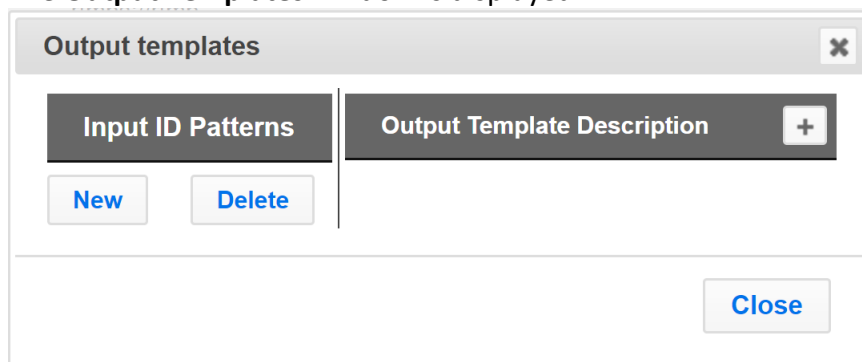 Output templates
Input ID Patterns
Output Template Description +
New Delete
Close